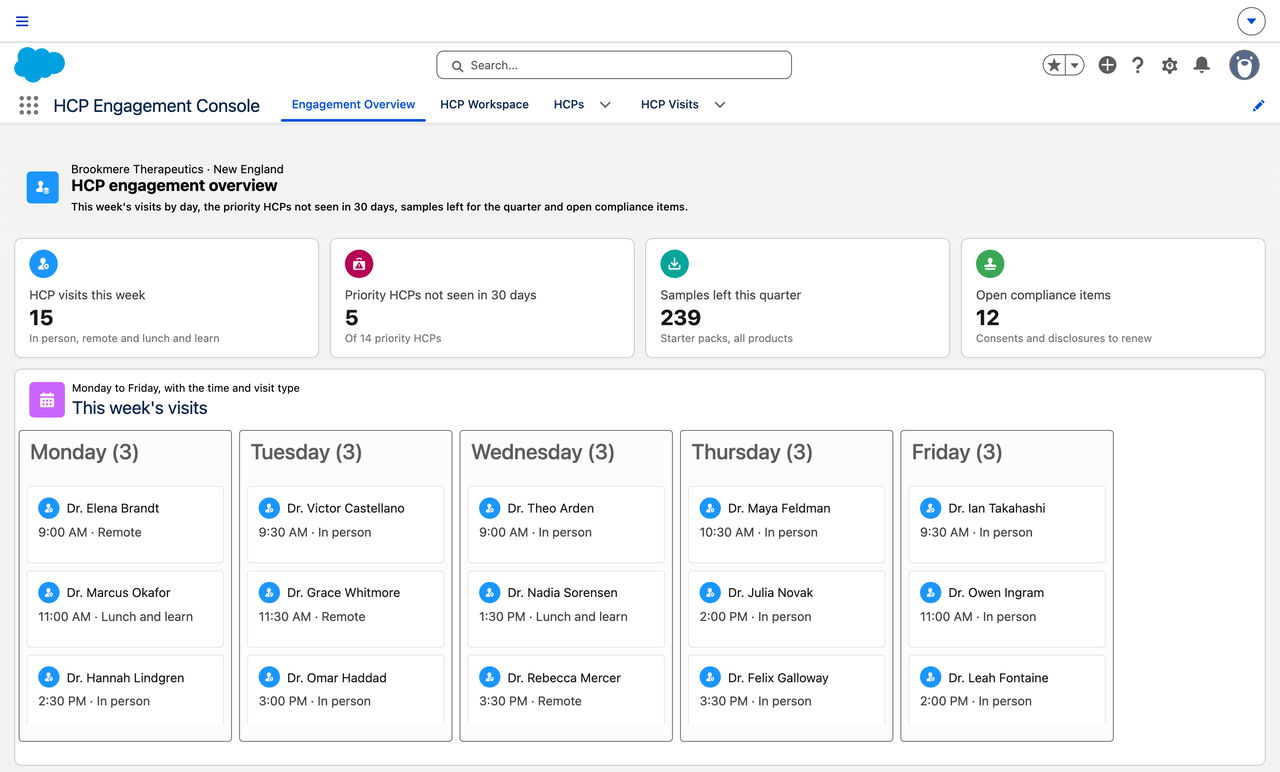 Search...
HCP Engagement Console
Engagement Overview
HCP Workspace
HCPs
HCP Visits
Brookmere Therapeutics · New England
HCP engagement overview
This week's visits by day, the priority HCPs not seen in 30 days, samples left for the quarter and open compliance items.
HCP visits this week
15
In person, remote and lunch and learn
Priority HCPs not seen in 30 days
5
Of 14 priority HCPs
Samples left this quarter
239
Starter packs, all products
Open compliance items
12
Consents and disclosures to renew
Monday to Friday, with the time and visit type
This week's visits
Monday (3)
Dr. Elena Brandt
9:00 AM · Remote
Dr. Marcus Okafor
11:00 AM · Lunch and learn
Dr. Hannah Lindgren
2:30 PM · In person
Tuesday (3)
Dr. Victor Castellano
9:30 AM · In person
Dr. Grace Whitmore
11:30 AM · Remote
Dr. Omar Haddad
3:00 PM · In person
Wednesday (3)
Dr. Theo Arden
9:00 AM · In person
Dr. Nadia Sorensen
1:30 PM · Lunch and learn
Dr. Rebecca Mercer
3:30 PM · Remote
Thursday (3)
Dr. Maya Feldman
10:30 AM · In person
Dr. Julia Novak
2:00 PM · In person
Dr. Felix Galloway
3:30 PM · In person
Friday (3)
Dr. Ian Takahashi
9:30 AM · In person
Dr. Owen Ingram
11:00 AM · In person
Dr. Leah Fontaine
2:00 PM · In person